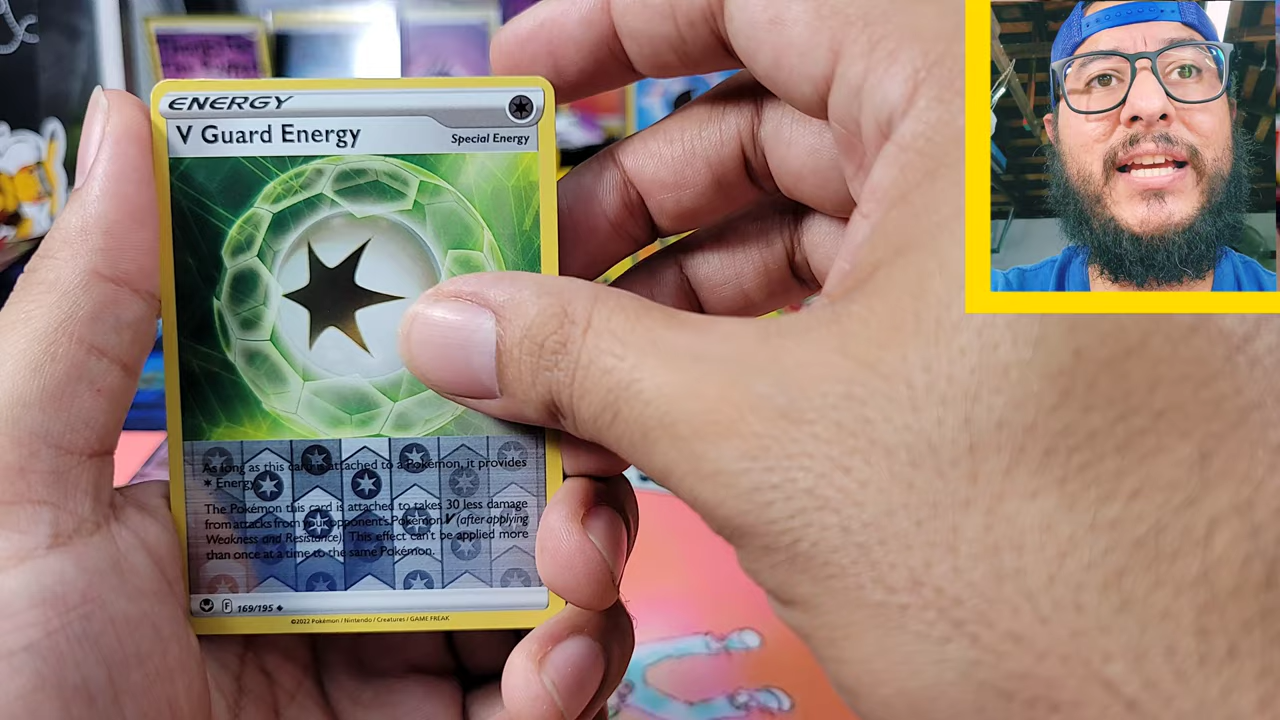 ENERGY
V Guard Energy
Special Energy
As long as this card is attached to a Pokémon, it provides
Energy.
The Pokémon this card is attached to takes 30 less damage
from attacks from your opponent's Pokémon V (after applying
Weakness and Resistance). This effect can't be applied more
than once at a time to the same Pokémon.
F 169/195
©2022 Pokémon / Nintendo / Creatures / GAME FREAK